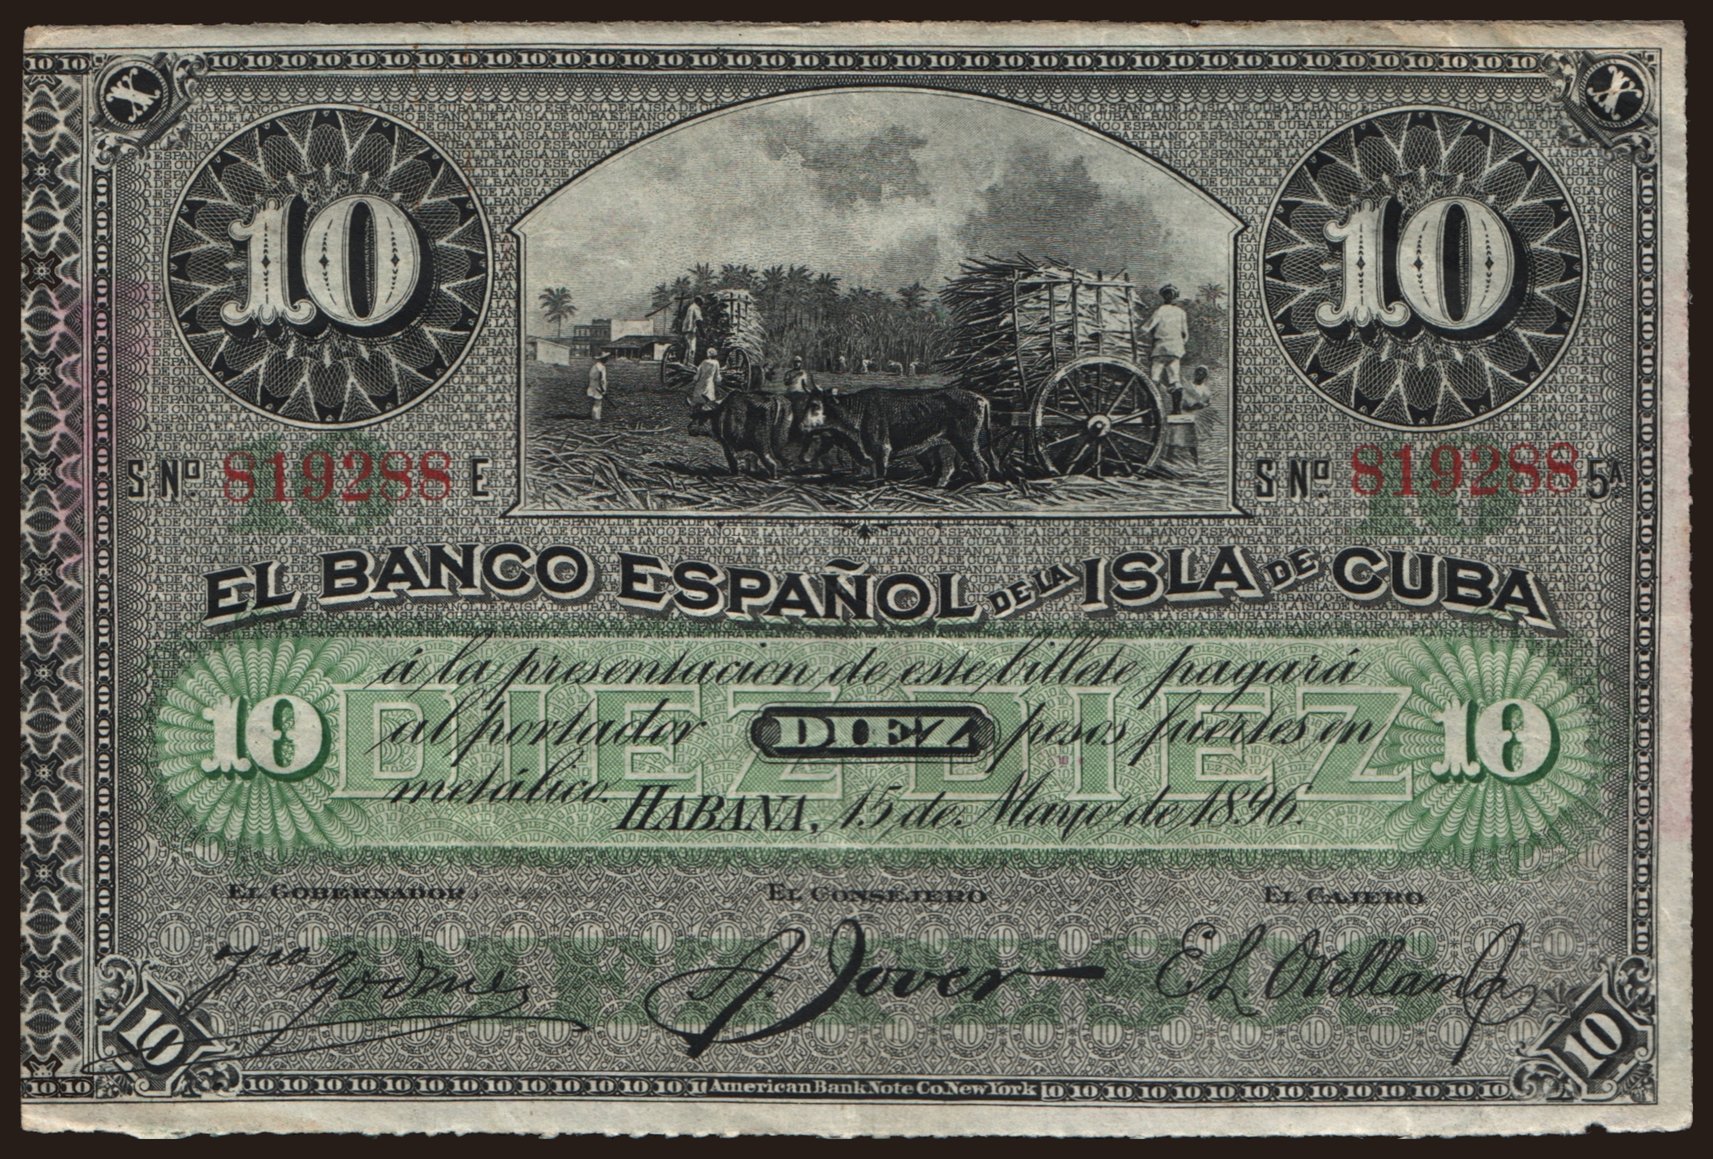 X X
10 10
S Nº 819288 E S Nº 819288 5A
EL BANCO ESPAÑOL DE LA ISLA DE CUBA
á la presentacion de este billete pagará
10 al portador DIEZ pesos fuertes en 10
DIEZ DIEZ
metálico.
HABANA, 15 de Mayo de 1896.
EL GOBERNADOR EL CONSEJERO EL CAJERO
Jover
10 10
American Bank Note Co. New York